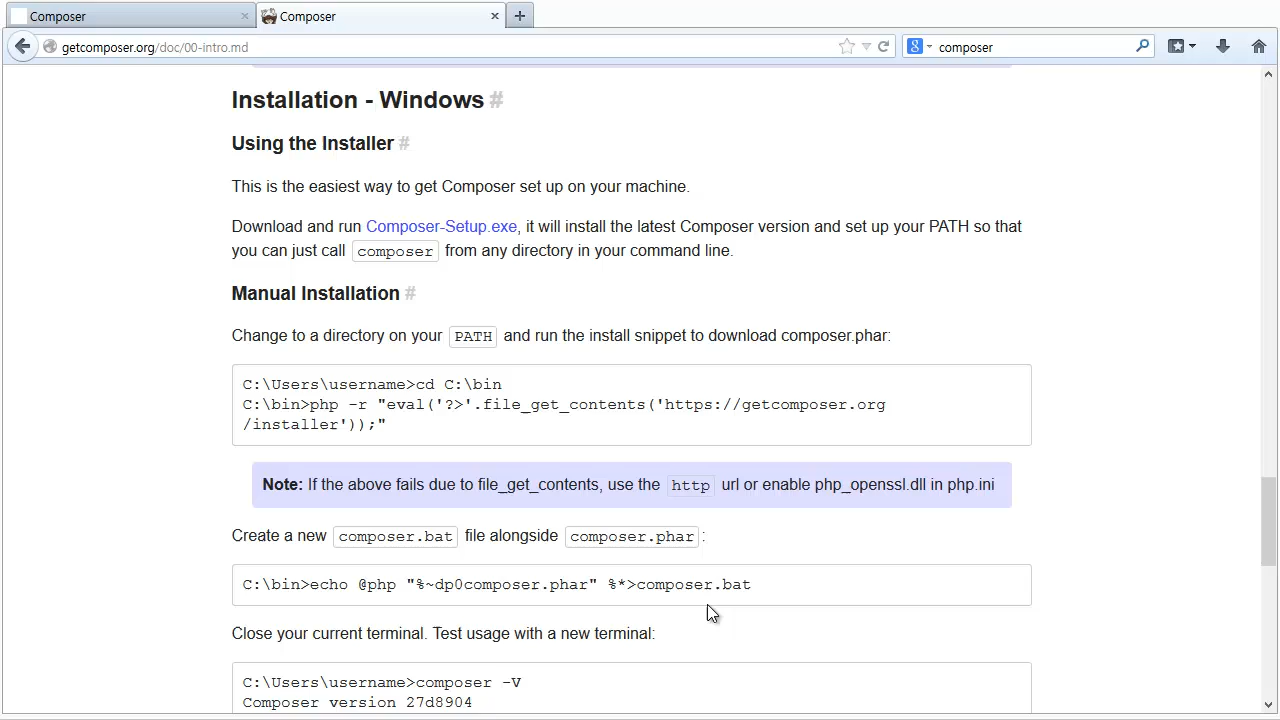 Composer
Composer
getcomposer.org/doc/00-intro.md
composer
Installation - Windows #
Using the Installer #
This is the easiest way to get Composer set up on your machine.
Download and run Composer-Setup.exe, it will install the latest Composer version and set up your PATH so that
you can just call composer from any directory in your command line.
Manual Installation #
Change to a directory on your PATH and run the install snippet to download composer.phar:
C:\Users\username>cd C:\bin
C:\bin>php -r "eval('?>'.file_get_contents('https://getcomposer.org
/installer'));"
Note: If the above fails due to file_get_contents, use the http url or enable php_openssl.dll in php.ini
Create a new composer.bat file alongside composer.phar:
C:\bin>echo @php "%~dp0composer.phar" %*>composer.bat
Close your current terminal. Test usage with a new terminal:
C:\Users\username>composer -V
Composer version 27d8904